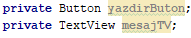 private Button yazdirButon;
private TextView mesajTV;